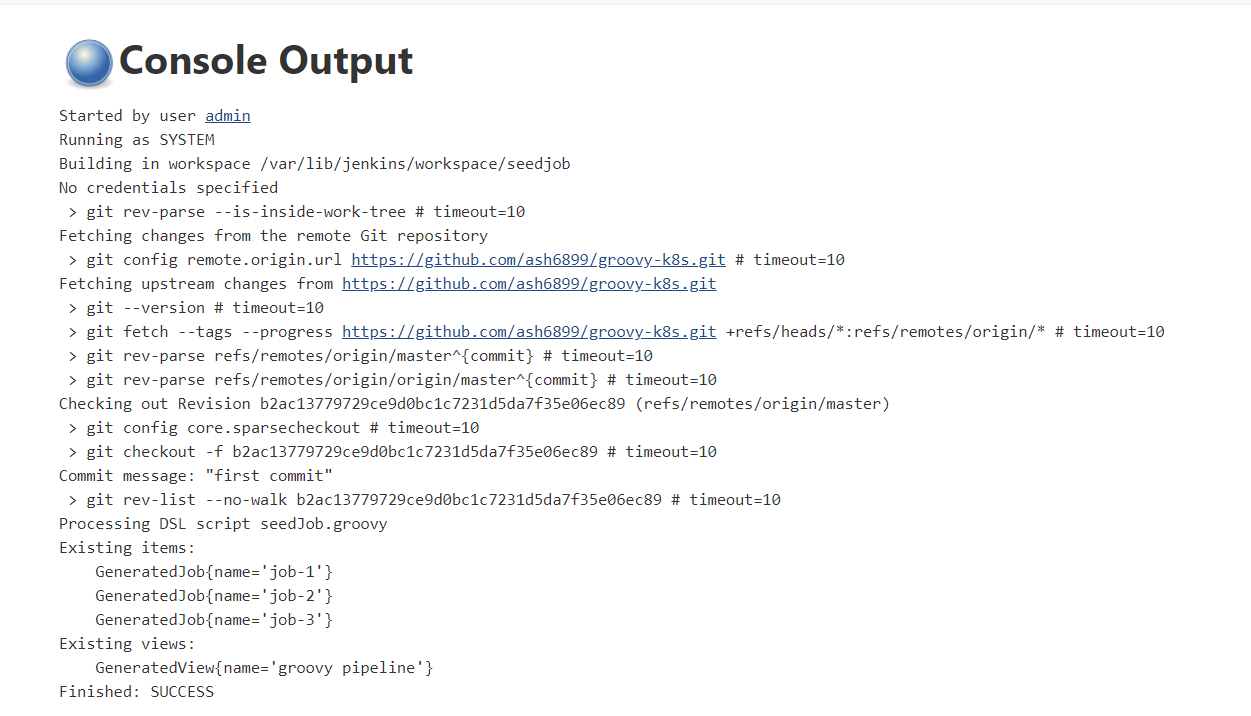 Console Output
Started by user admin
Running as SYSTEM
Building in workspace /var/lib/jenkins/workspace/seedjob
No credentials specified
 > git rev-parse --is-inside-work-tree # timeout=10
Fetching changes from the remote Git repository
 > git config remote.origin.url https://github.com/ash6899/groovy-k8s.git # timeout=10
Fetching upstream changes from https://github.com/ash6899/groovy-k8s.git
 > git --version # timeout=10
 > git fetch --tags --progress https://github.com/ash6899/groovy-k8s.git +refs/heads/*:refs/remotes/origin/* # timeout=10
 > git rev-parse refs/remotes/origin/master^{commit} # timeout=10
 > git rev-parse refs/remotes/origin/origin/master^{commit} # timeout=10
Checking out Revision b2ac13779729ce9d0bc1c7231d5da7f35e06ec89 (refs/remotes/origin/master)
 > git config core.sparsecheckout # timeout=10
 > git checkout -f b2ac13779729ce9d0bc1c7231d5da7f35e06ec89 # timeout=10
Commit message: "first commit"
 > git rev-list --no-walk b2ac13779729ce9d0bc1c7231d5da7f35e06ec89 # timeout=10
Processing DSL script seedJob.groovy
Existing items:
    GeneratedJob{name='job-1'}
    GeneratedJob{name='job-2'}
    GeneratedJob{name='job-3'}
Existing views:
    GeneratedView{name='groovy pipeline'}
Finished: SUCCESS